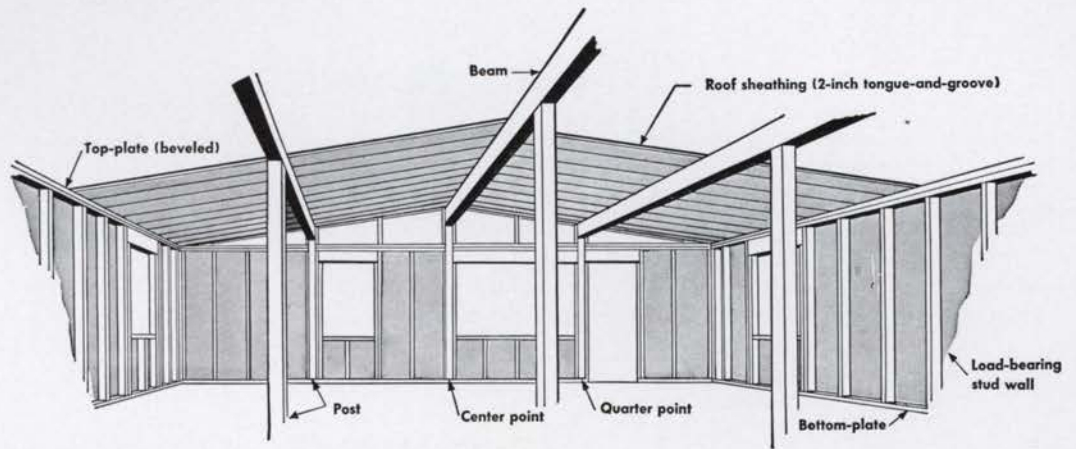 Beam
Roof sheathing (2-inch tongue-and-groove)
Top-plate (beveled)
Load-bearing
stud wall
Post
Center point
Quarter point
Bottom-plate